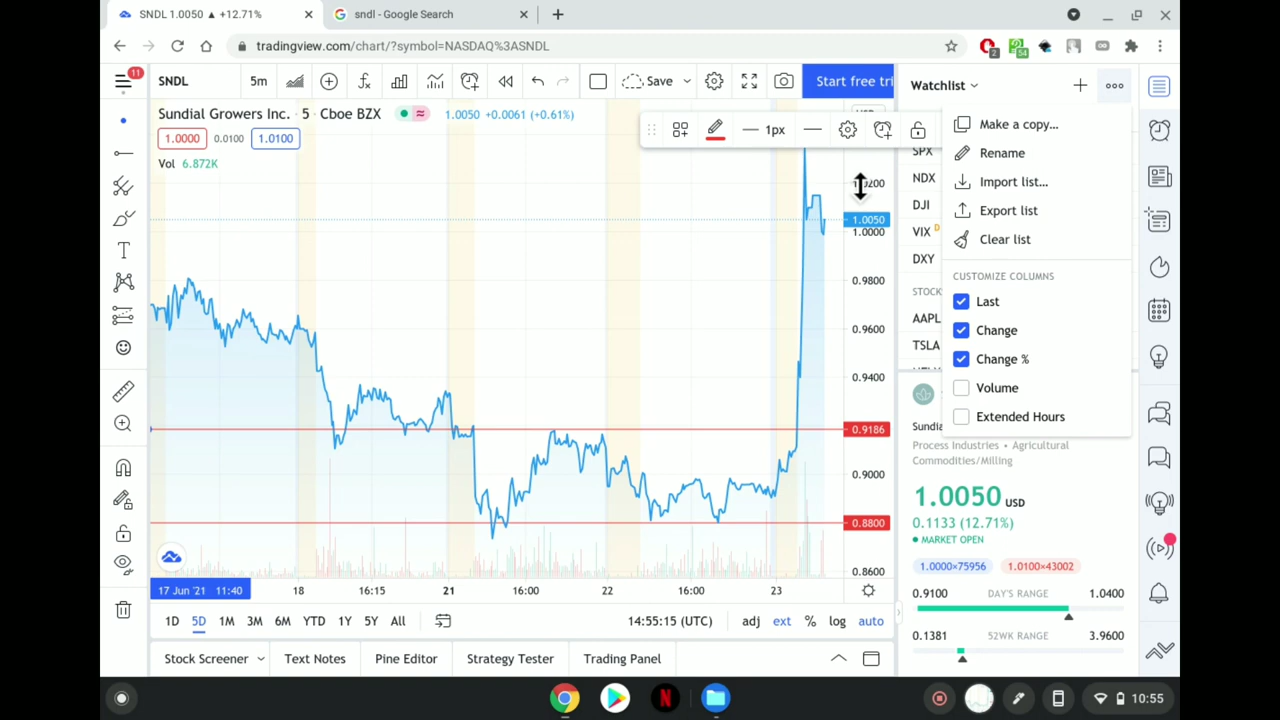 SNDL 1.0050 ▲ +12.71%
sndl - Google Search
tradingview.com/chart/?symbol=NASDAQ%3ASNDL
2
54
11
SNDL
5m
Save
Start free tri
Watchlist
Sundial Growers Inc. · 5 · Cboe BZX
1.0050 +0.0061 (+0.61%)
1.0000
0.0100
1.0100
Vol 6.872K
1px
Make a copy...
Rename
Import list...
Export list
Clear list
CUSTOMIZE COLUMNS
Last
Change
Change %
Volume
Extended Hours
SPX
NDX
DJI
VIX D
DXY
STOCK
AAPL
TSLA
1.0050
1.0000
0.9800
0.9600
0.9400
0.9186
0.9000
0.8800
0.8600
Sundia
Process Industries • Agricultural
Commodities/Milling
1.0050 USD
0.1133 (12.71%)
MARKET OPEN
1.0000×75956
1.0100×43002
0.9100 DAY'S RANGE 1.0400
0.1381 52WK RANGE 3.9600
17 Jun '21 11:40
18
16:15
21
16:00
22
16:00
23
1D
5D
1M
3M
6M
YTD
1Y
5Y
All
14:55:15 (UTC)
adj
ext
%
log
auto
Stock Screener
Text Notes
Pine Editor
Strategy Tester
Trading Panel
10:55